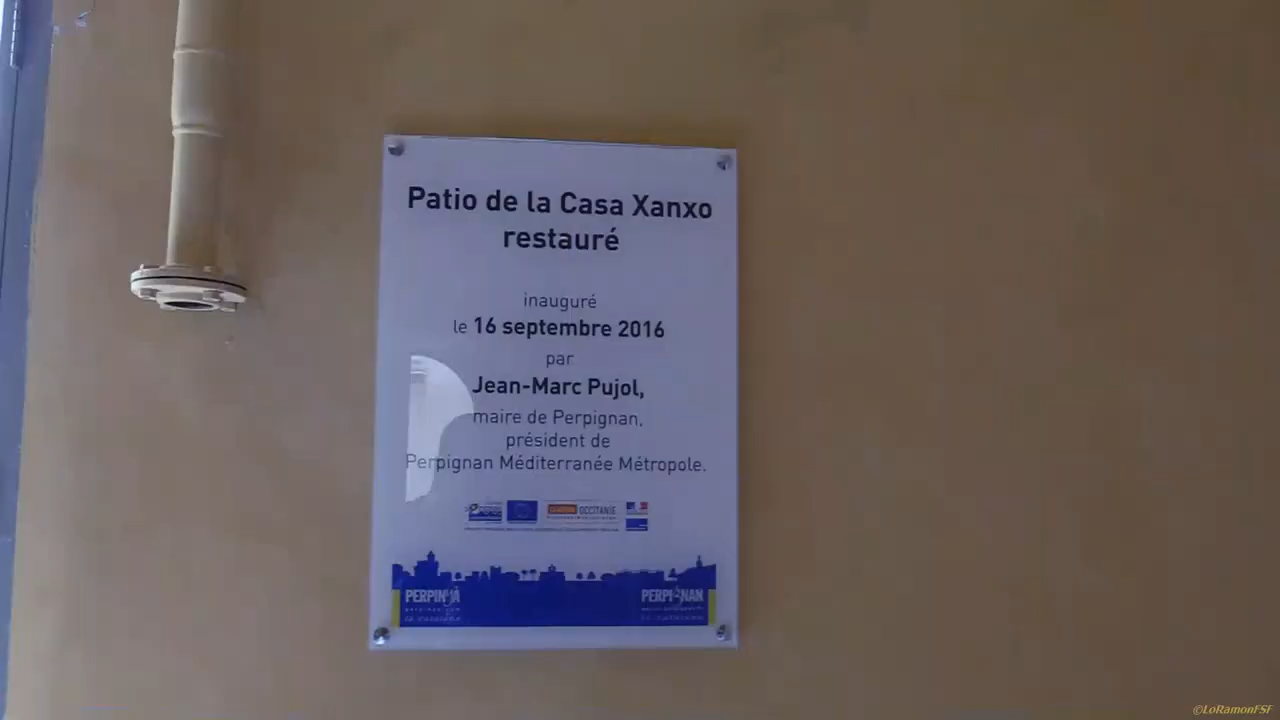 Patio de la Casa Xanxo
restauré
inauguré
le 16 septembre 2016
par
Jean-Marc Pujol,
maire de Perpignan,
président de
Perpignan Méditerranée Métropole.
OCCITANIE
PERPINYÀ
PERPIGNAN
©LoRamonFSF